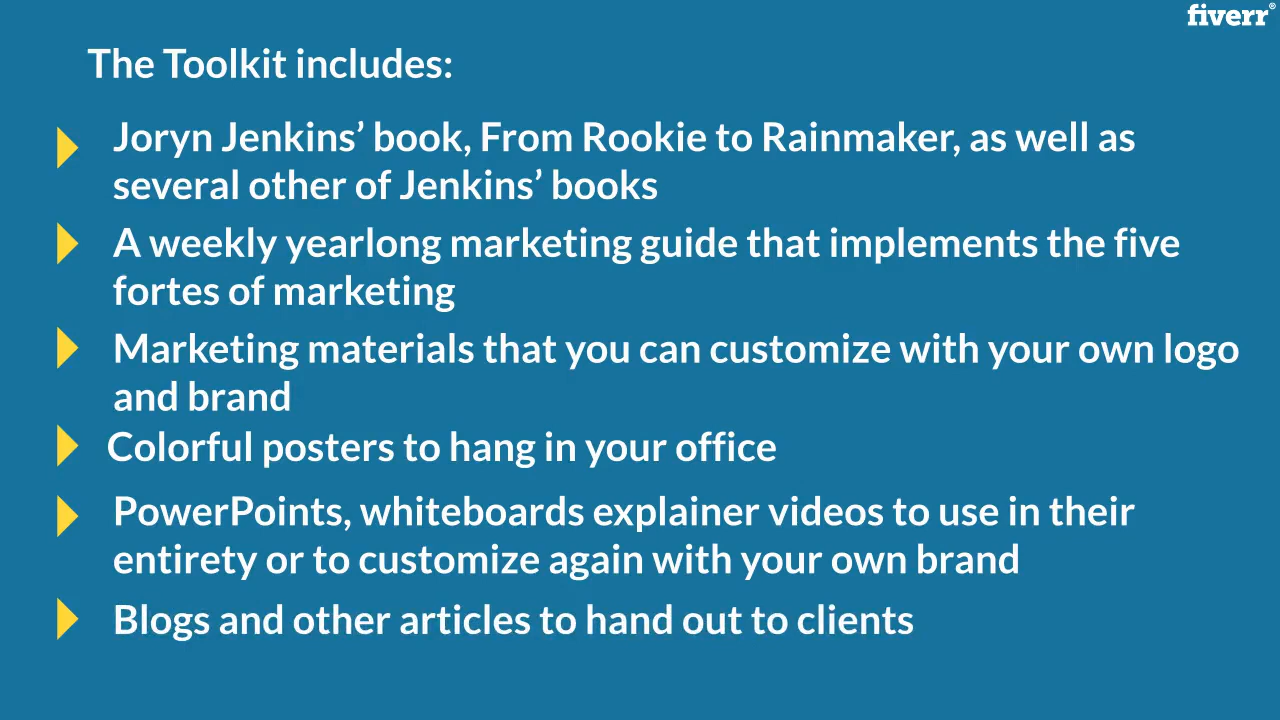 fiverr®
The Toolkit includes:
Joryn Jenkins’ book, From Rookie to Rainmaker, as well as
several other of Jenkins’ books
A weekly yearlong marketing guide that implements the five
fortes of marketing
Marketing materials that you can customize with your own logo
and brand
Colorful posters to hang in your office
PowerPoints, whiteboards explainer videos to use in their
entirety or to customize again with your own brand
Blogs and other articles to hand out to clients